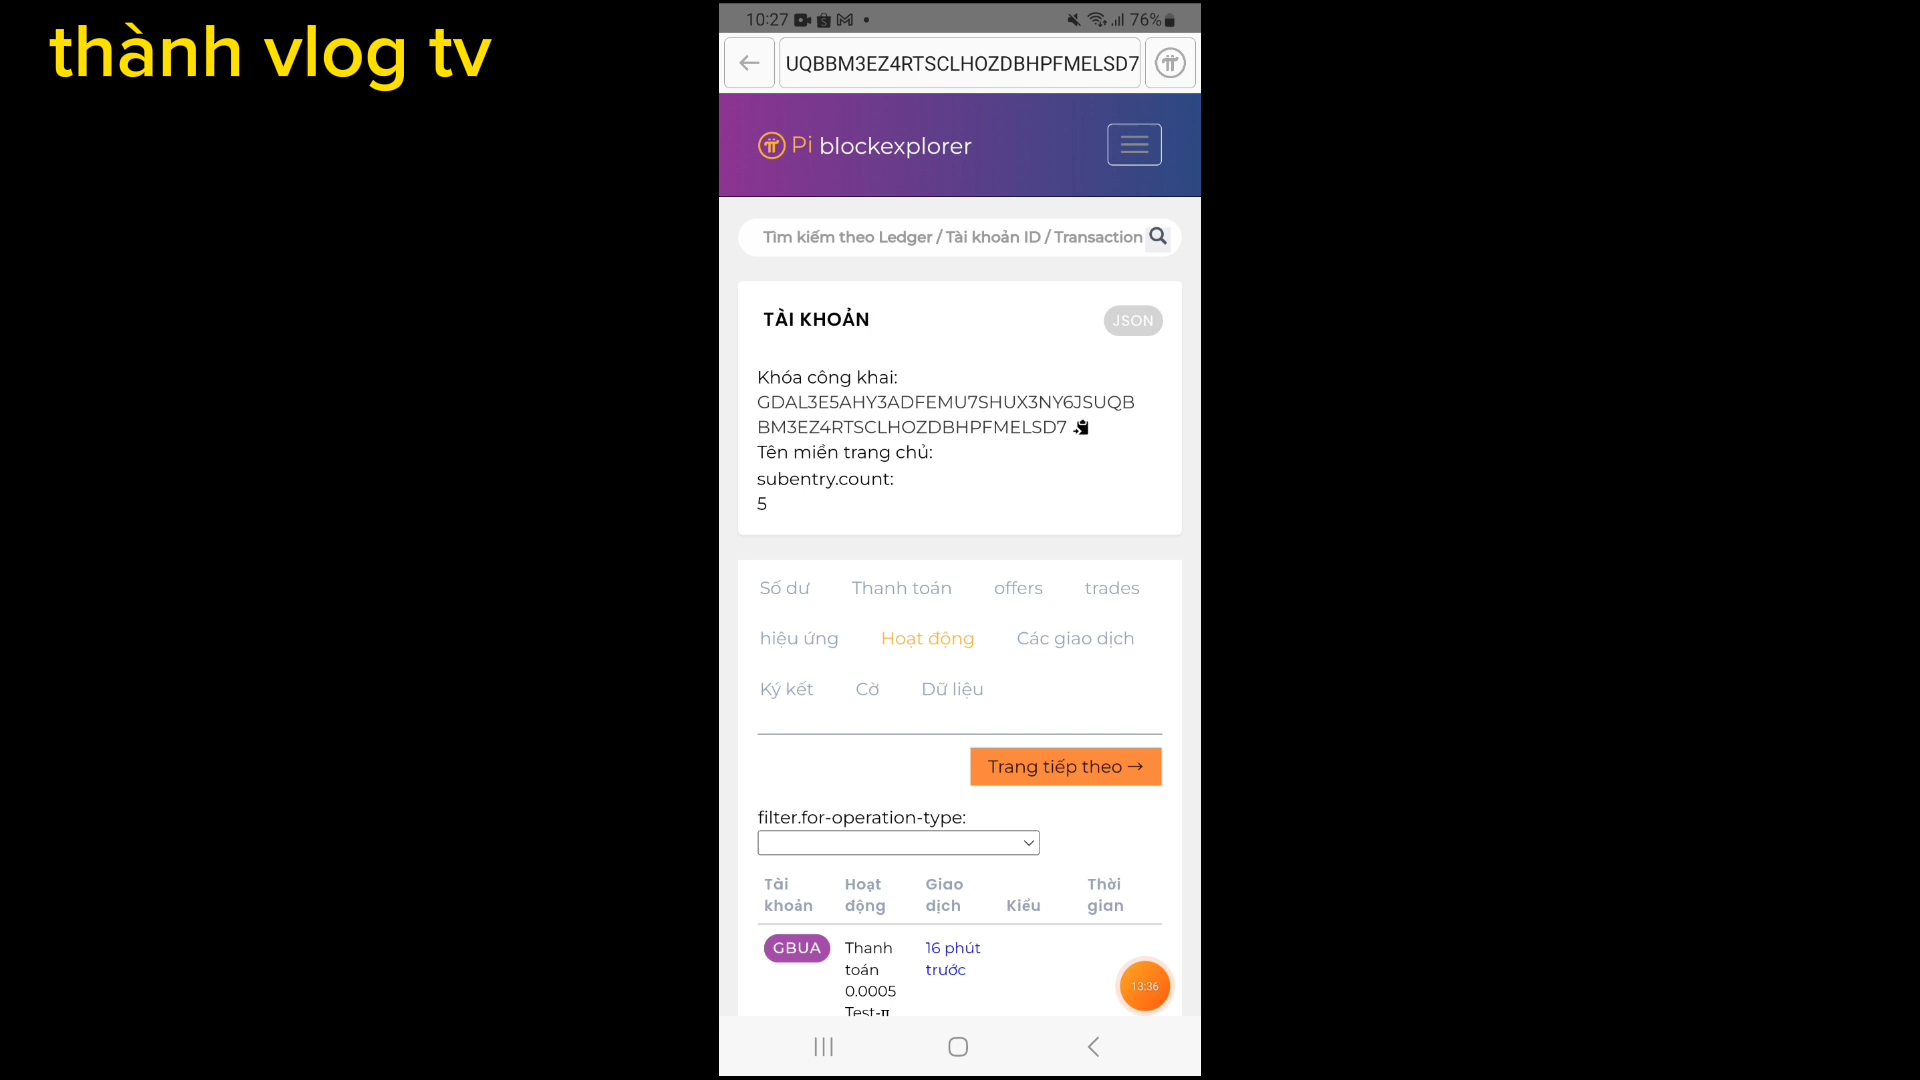 thành vlog tv
10:27
76%
UQBBM3EZ4RTSCLHOZDBHPFMELSD7
Pi blockexplorer
Tìm kiếm theo Ledger / Tài khoản ID / Transaction
TÀI KHOẢN
JSON
Khóa công khai:
GDAL3E5AHY3ADFEMU7SHUX3NY6JSUQB
BM3EZ4RTSCLHOZDBHPFMELSD7
Tên miền trang chủ:
subentry.count:
5
Số dư Thanh toán offers trades
hiệu ứng Hoạt động Các giao dịch
Ký kết Cờ Dữ liệu
Trang tiếp theo →
filter.for-operation-type:
Tài khoản Hoạt động Giao dịch Kiểu Thời gian
GBUA Thanh 16 phút
toán trước
0.0005
Test-π
13:36